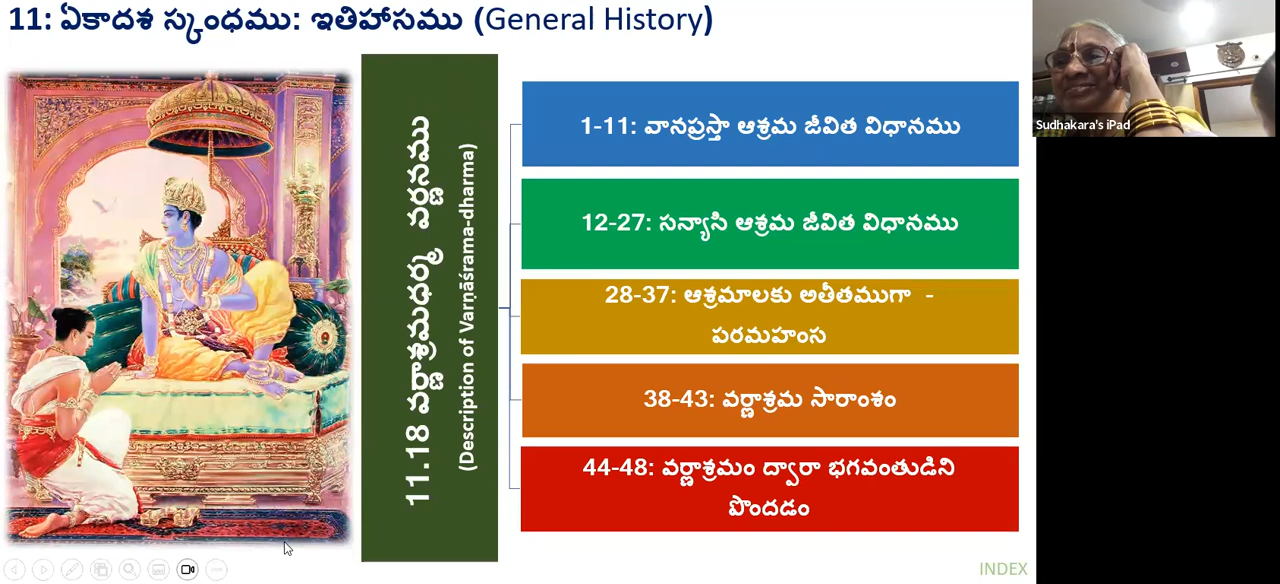 11: ఏకాదశ స్కంధము: ఇతిహాసము (General History)
11.18 వర్ణాశ్రమధర్మ వర్ణనము
(Description of Varṇāśrama-dharma)
1-11: వానప్రస్తా ఆశ్రమ జీవిత విధానము
12-27: సన్యాసి ఆశ్రమ జీవిత విధానము
28-37: ఆశ్రమాలకు అతీతముగా -
పరమహంస
38-43: వర్ణాశ్రమ సారాంశం
44-48: వర్ణాశ్రమం ద్వారా భగవంతుడిని
పొందడం
INDEX
Sudhakara's iPad